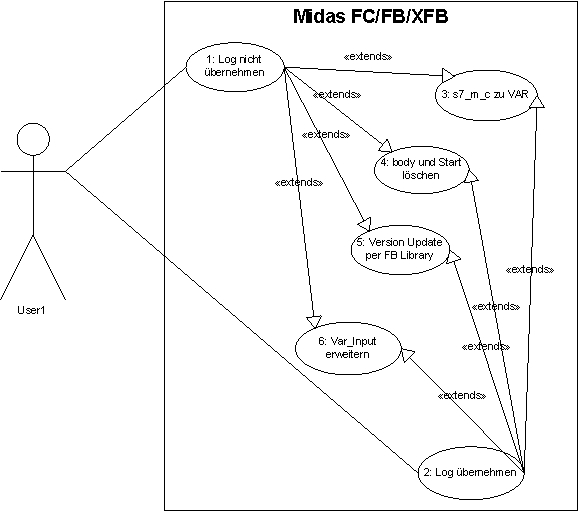 Midas FC/FB/XFB
1: Log nicht
übernehmen
«extends»
«extends»
3: s7_m_c zu VAR
«extends»
4: body und Start
löschen
«extends»
5: Version Update
per FB Library
«extends»
User1
«extends»
6: Var_Input
erweitern
«extends»
«extends»
2: Log übernehmen